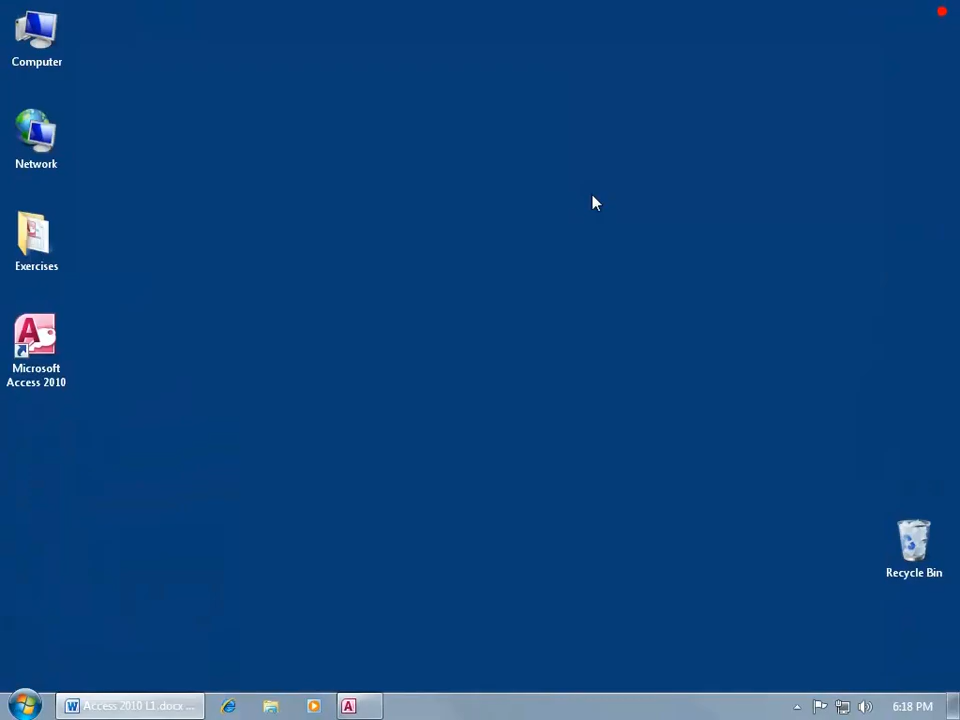 Computer
Network
Exercises
Microsoft
Access 2010
Recycle Bin
Access 2010 L1.docx ...
6:18 PM